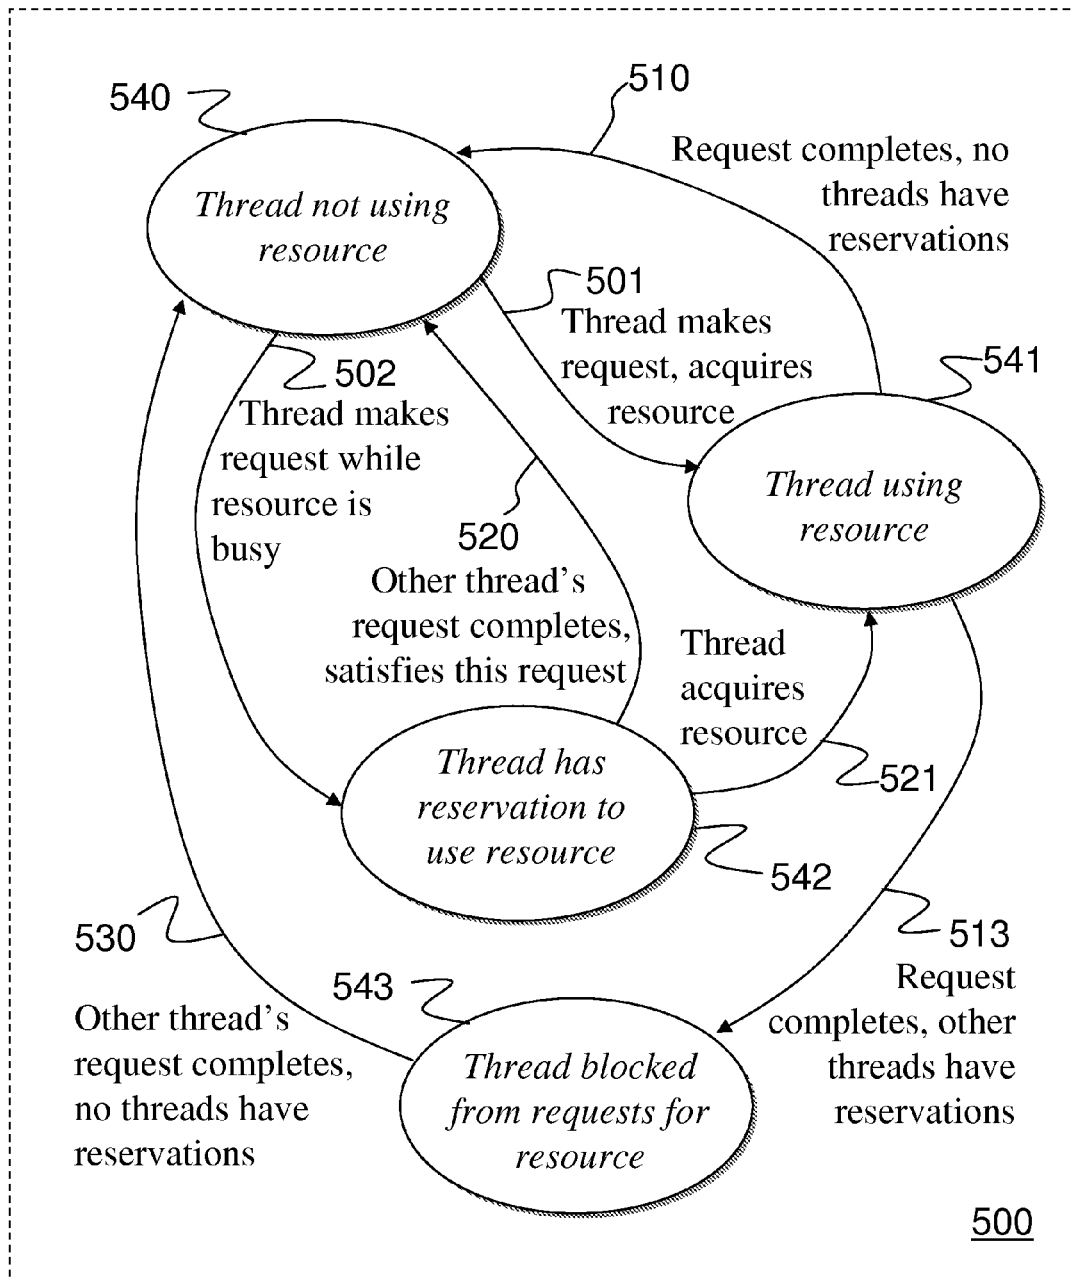 540
510
Request completes, no
threads have
reservations
Thread not using
resource
501
Thread makes
request, acquires
resource
541
502
Thread makes
request while
resource is
busy
Thread using
resource
520
Other thread's
request completes,
satisfies this request
Thread
acquires
resource
521
Thread has
reservation to
use resource
542
530
Other thread's
request completes,
no threads have
reservations
513
Request
completes, other
threads have
reservations
543
Thread blocked
from requests for
resource
500